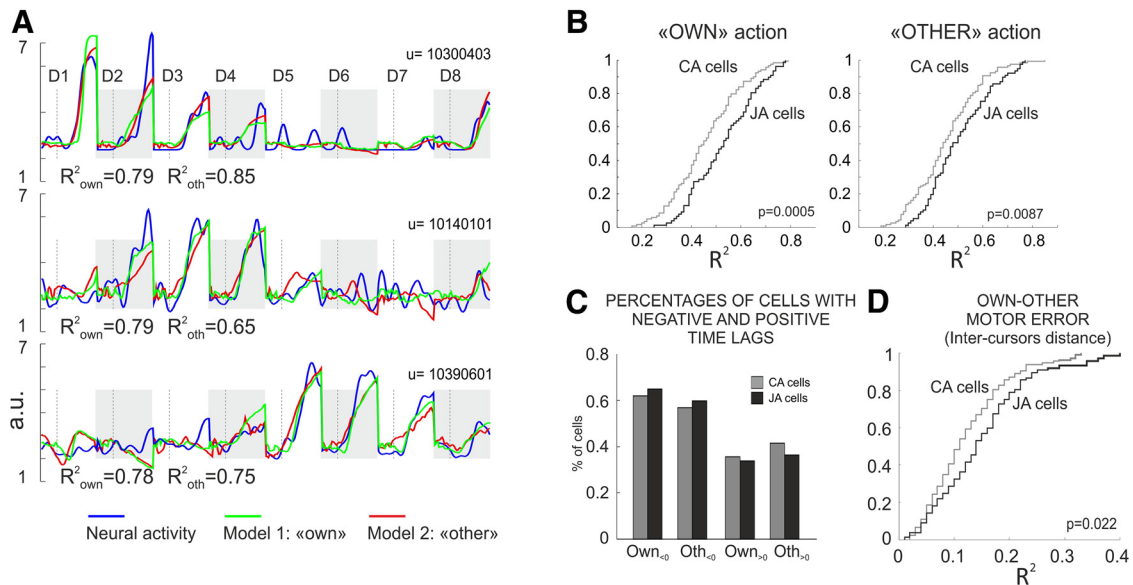 A
7
u= 10300403
D1 D2 D3 D4 D5 D6 D7 D8
1
R²own=0.79 R²oth=0.85
7
u= 10140101
1
R²own=0.79 R²oth=0.65
7
u= 10390601
a.u.
1
R²own=0.78 R²oth=0.75
Neural activity Model 1: «own» Model 2: «other»
B
«OWN» action
CA cells
JA cells
1
0.8
0.6
0.4
0.2
0
p=0.0005
0.4 0.6 0.8
R²
«OTHER» action
CA cells
JA cells
1
0.8
0.6
0.4
0.2
0
p=0.0087
0.2 0.4 0.6 0.8
R²
C
PERCENTAGES OF CELLS WITH
NEGATIVE AND POSITIVE
TIME LAGS
0.8
0.6
0.4
0.2
0
% of cells
CA cells
JA cells
Own<0 Oth<0 Own>0 Oth>0
D
OWN-OTHER
MOTOR ERROR
(Inter-cursors distance)
1
0.8
0.6
0.4
0.2
0
CA cells
JA cells
p=0.022
0 0.1 0.2 0.3 0.4
R²